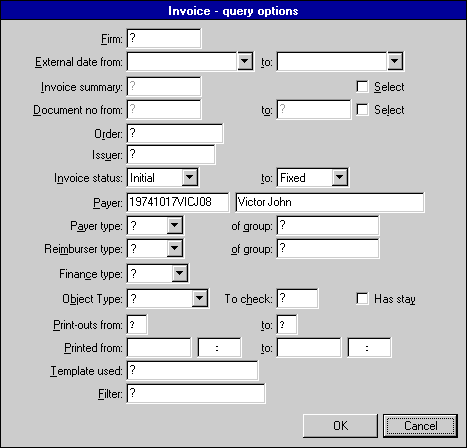 Invoice - query options
Firm: ?
External date from: to:
Invoice summary: ? Select
Document no from: ? to: ? Select
Order: ?
Issuer: ?
Invoice status: Initial to: Fixed
Payer: 19741017VICJ08 Victor John
Payer type: ? of group: ?
Reimburser type: ? of group: ?
Finance type: ?
Object Type: ? To check: ? Has stay
Print-outs from: ? to: ?
Printed from: : to: :
Template used: ?
Filter: ?
OK Cancel